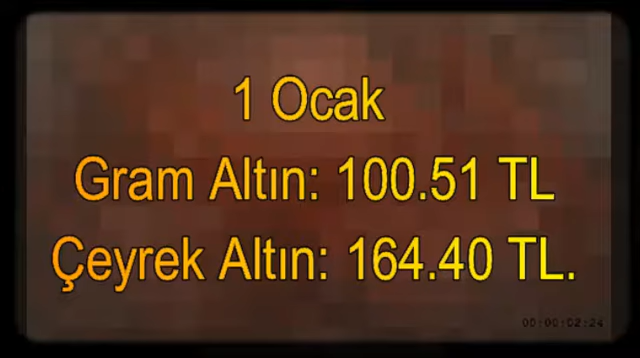 1 Ocak
Gram Altın: 100.51 TL
Çeyrek Altın: 164.40 TL.
00:00:02:24